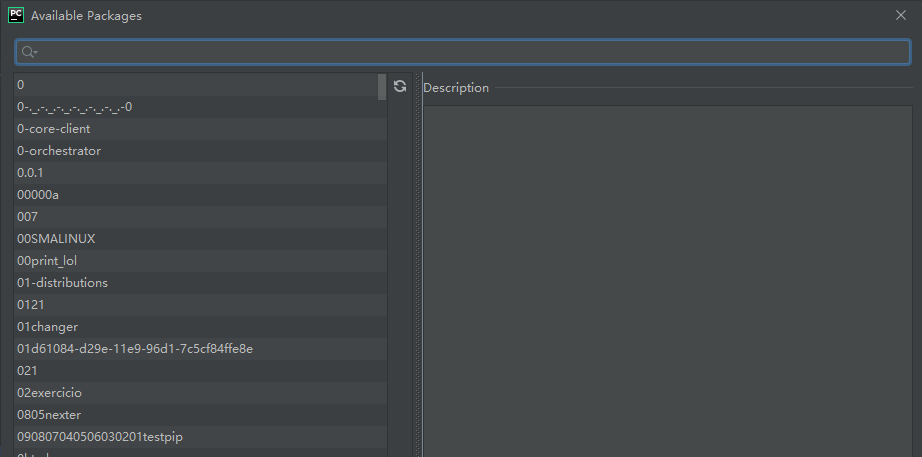 PC
Available Packages
0
0-._.-._.-._.-._.-._.-._.-0
0-core-client
0-orchestrator
0.0.1
00000a
007
00SMALINUX
00print_lol
01-distributions
0121
01changer
01d61084-d29e-11e9-96d1-7c5cf84ffe8e
021
02exercicio
0805nexter
090807040506030201testpip
Description